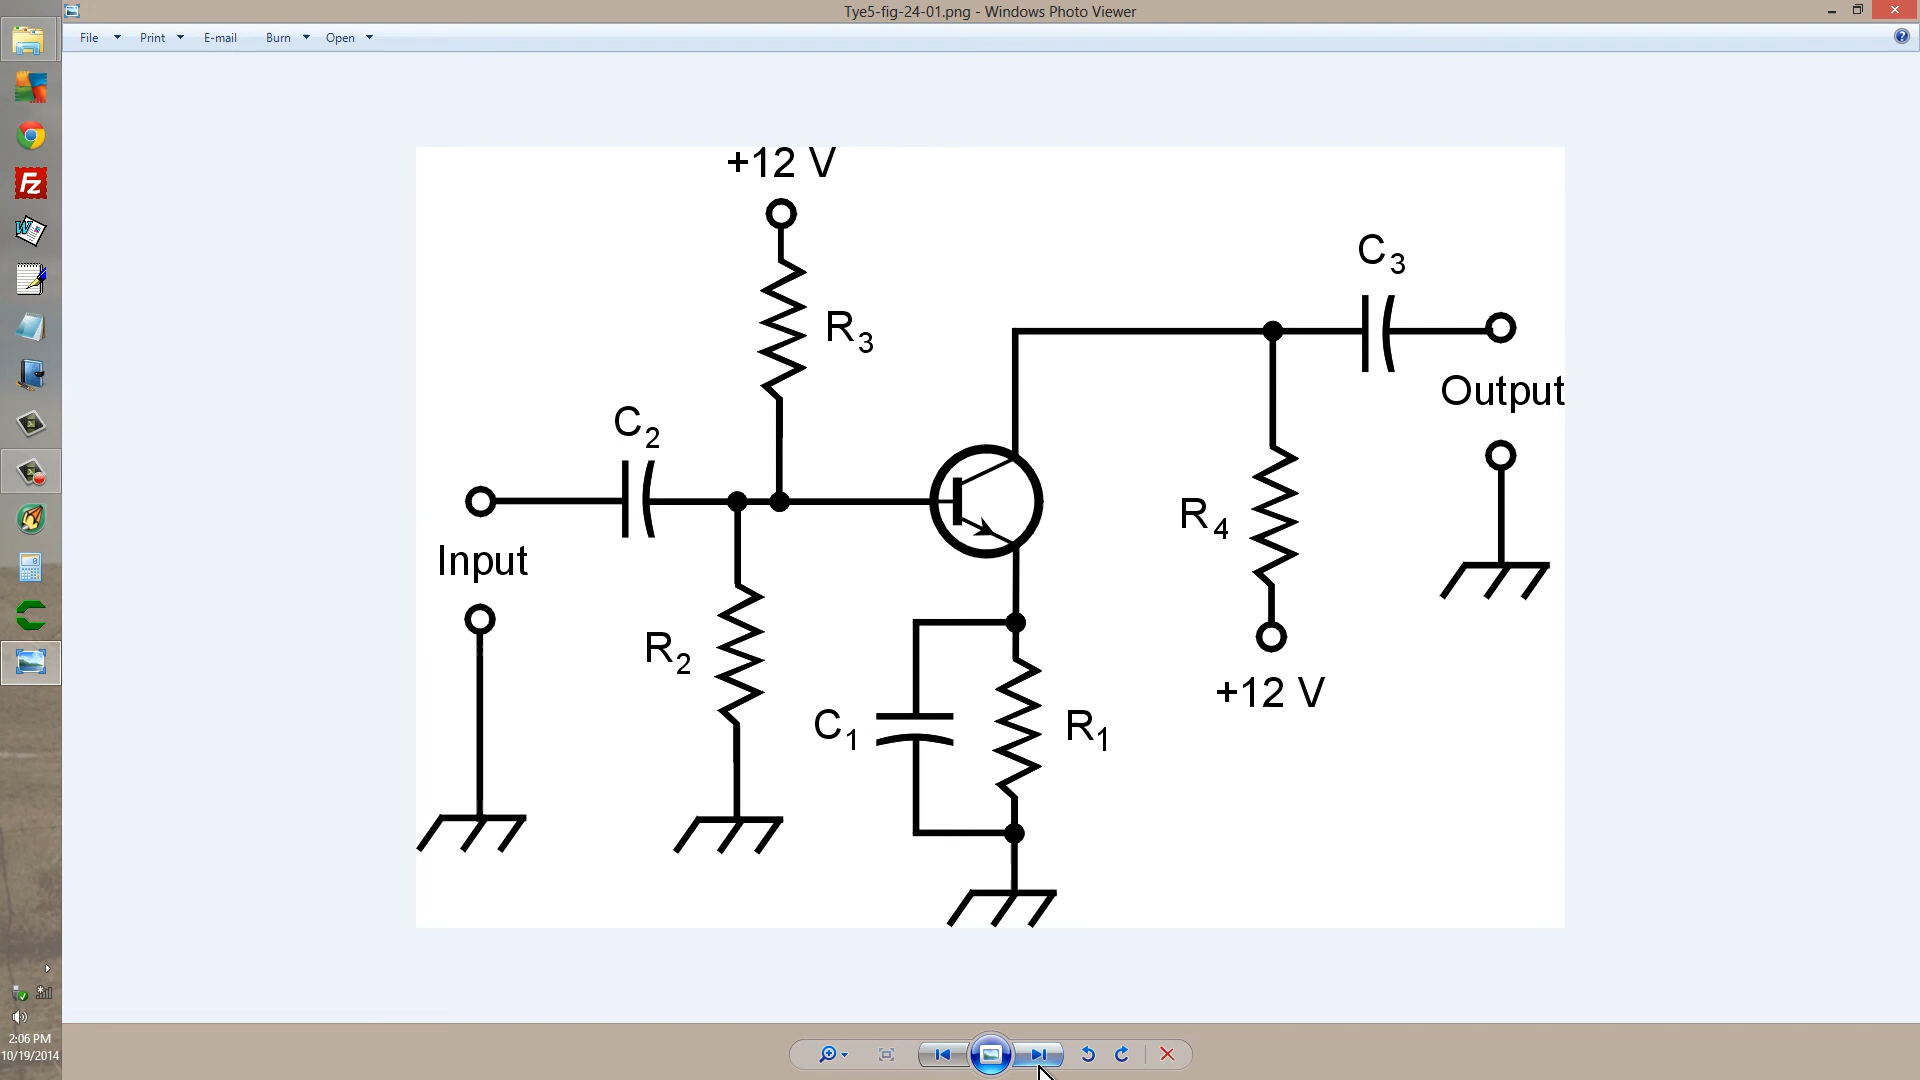 Tye5-fig-24-01.png - Windows Photo Viewer
File Print E-mail Burn Open
+12 V
C3
R3
C2
Output
R4
Input
R2
+12 V
C1
R1
2:06 PM
10/19/2014